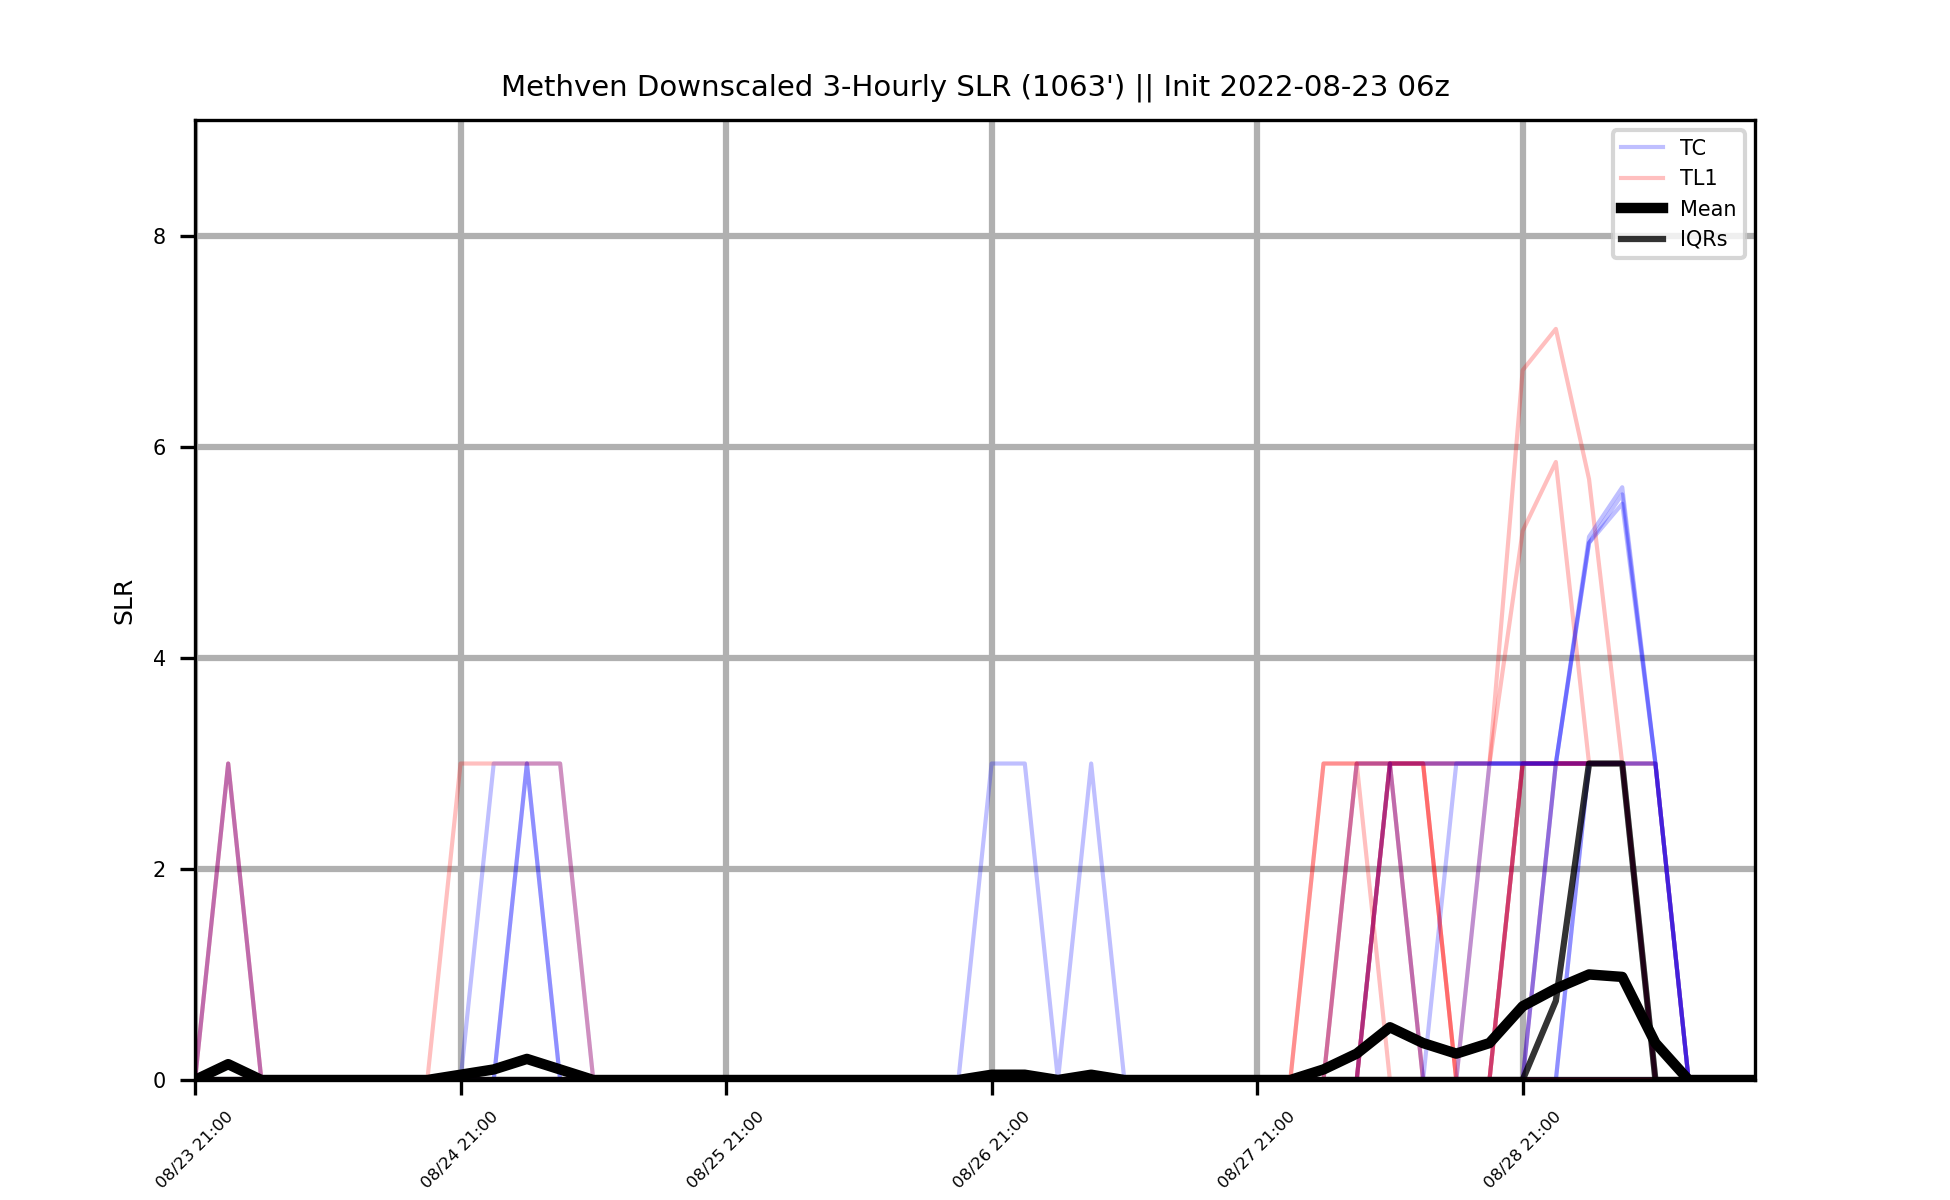 Methven Downscaled 3-Hourly SLR (1063') || Init 2022-08-23 06z
TC
TL1
Mean
IQRs
SLR
8
6
4
2
0
08/23 21:00
08/24 21:00
08/25 21:00
08/26 21:00
08/27 21:00
08/28 21:00